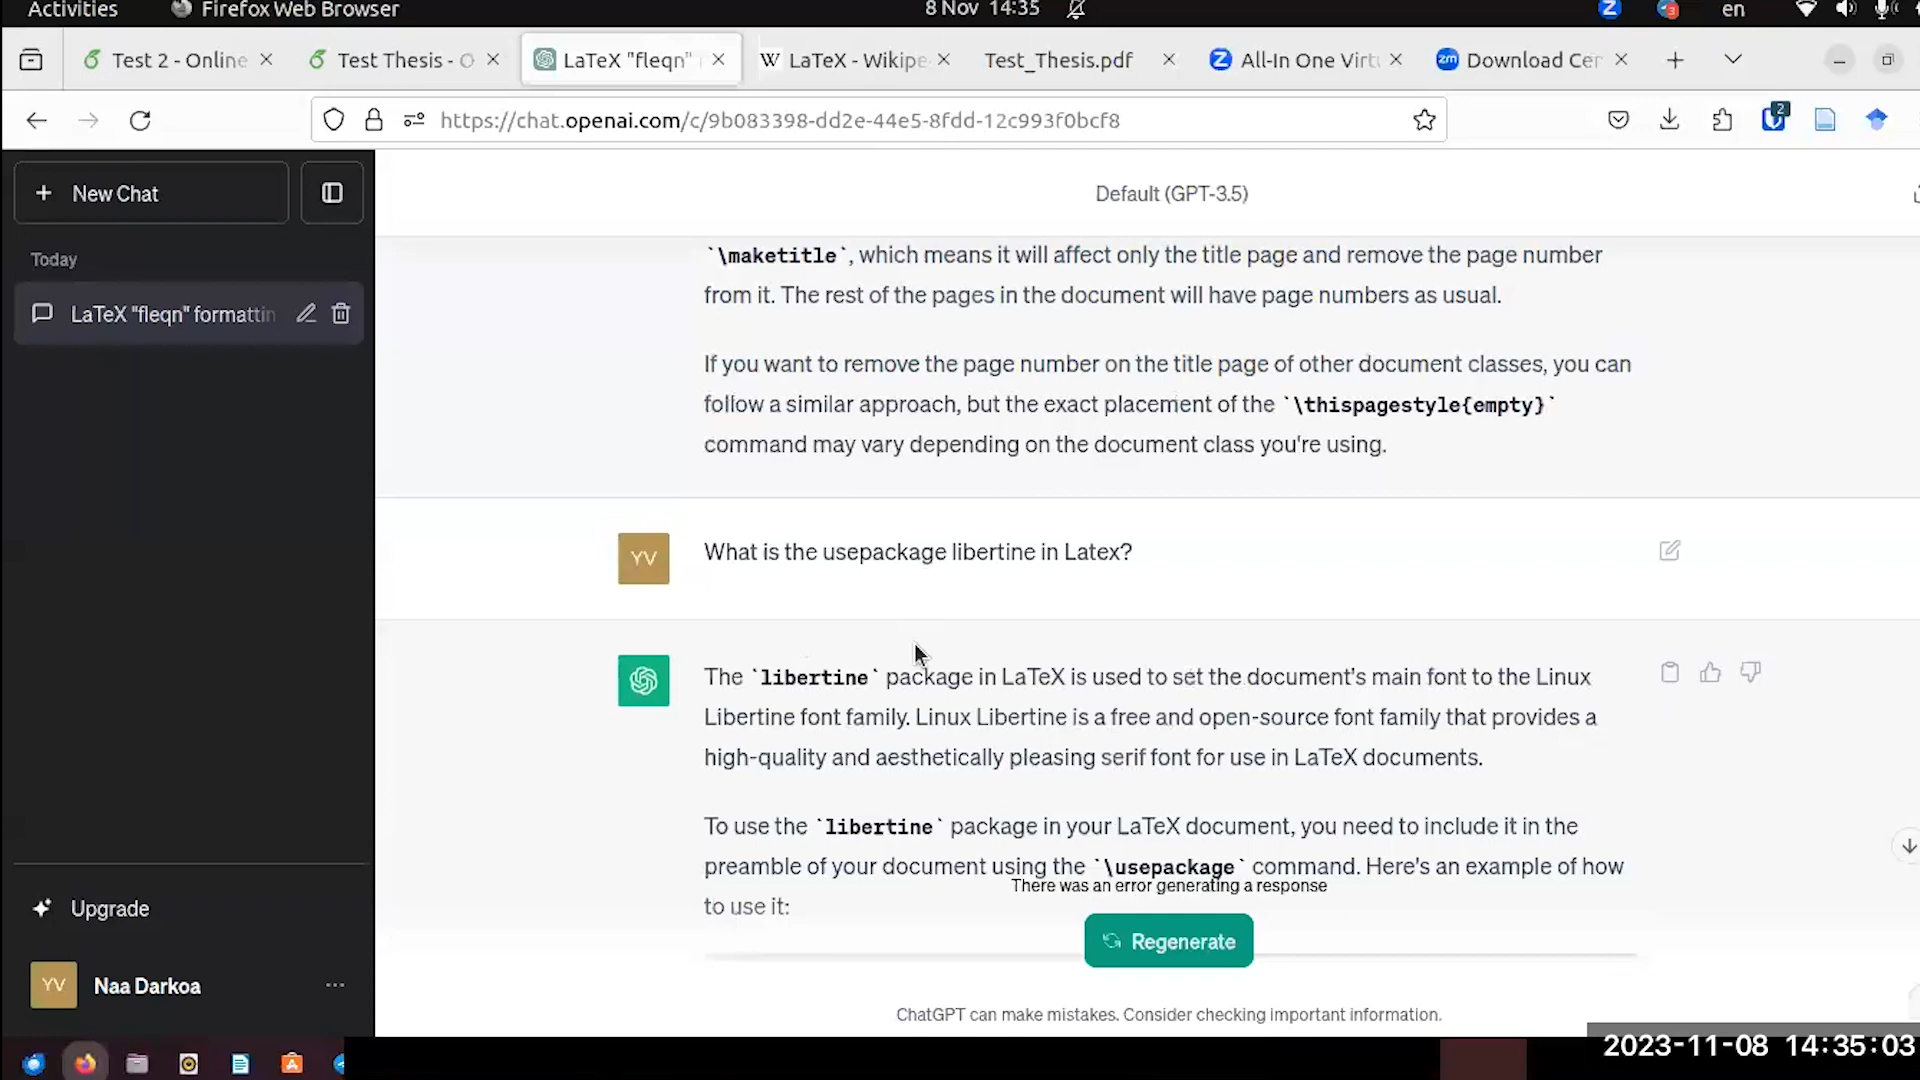 Activities Firefox Web Browser 8 Nov 14:35 en
Test 2 - Online Test Thesis - O LaTeX "fleqn" LaTeX - Wikipe Test_Thesis.pdf All-In One Virtu Download Cen
https://chat.openai.com/c/9b083398-dd2e-44e5-8fdd-12c993f0bcf8 2
New Chat
Default (GPT-3.5)
Today
LaTeX "fleqn" formattin
`\maketitle`, which means it will affect only the title page and remove the page number
from it. The rest of the pages in the document will have page numbers as usual.
If you want to remove the page number on the title page of other document classes, you can
follow a similar approach, but the exact placement of the `\thispagestyle{empty}`
command may vary depending on the document class you're using.
YV What is the usepackage libertine in Latex?
The `libertine` package in LaTeX is used to set the document's main font to the Linux
Libertine font family. Linux Libertine is a free and open-source font family that provides a
high-quality and aesthetically pleasing serif font for use in LaTeX documents.
To use the `libertine` package in your LaTeX document, you need to include it in the
preamble of your document using the `\usepackage` command. Here's an example of how
There was an error generating a response
to use it:
Regenerate
Upgrade
YV Naa Darkoa
ChatGPT can make mistakes. Consider checking important information.
2023-11-08 14:35:03